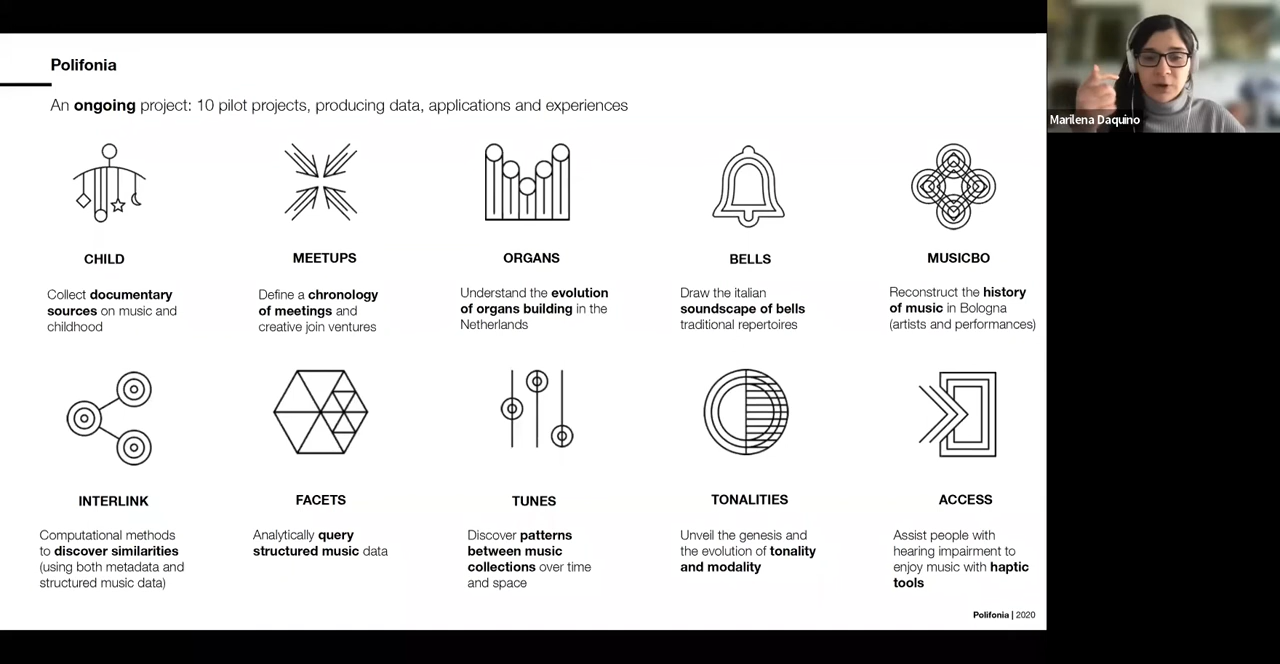 Polifonia
An ongoing project: 10 pilot projects, producing data, applications and experiences
Marilena Daquino
CHILD
Collect documentary
sources on music and
childhood
MEETUPS
Define a chronology
of meetings and
creative join ventures
ORGANS
Understand the evolution
of organs building in the
Netherlands
BELLS
Draw the italian
soundscape of bells
traditional repertoires
MUSICBO
Reconstruct the history
of music in Bologna
(artists and performances)
INTERLINK
Computational methods
to discover similarities
(using both metadata and
structured music data)
FACETS
Analytically query
structured music data
TUNES
Discover patterns
between music
collections over time
and space
TONALITIES
Unveil the genesis and
the evolution of tonality
and modality
ACCESS
Assist people with
hearing impairment to
enjoy music with haptic
tools
Polifonia | 2020